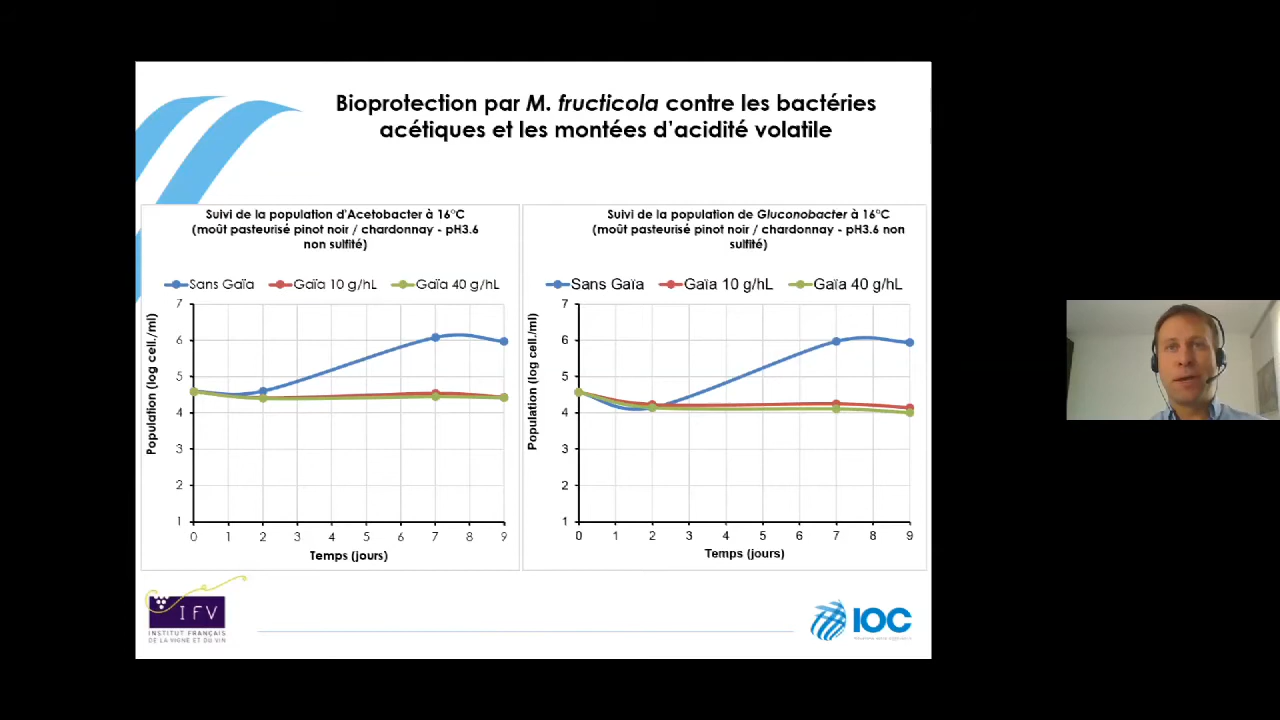 Bioprotection par M. fructicola contre les bactéries
acétiques et les montées d'acidité volatile
Suivi de la population d'Acetobacter à 16°C
(moût pasteurisé pinot noir / chardonnay - pH3.6
non sulfité)
Sans Gaïa Gaïa 10 g/hL Gaïa 40 g/hL
7
6
5
4
3
2
1
Population (log cell./ml)
0 1 2 3 4 5 6 7 8 9
Temps (jours)
Suivi de la population de Gluconobacter à 16°C
(moût pasteurisé pinot noir / chardonnay - pH3.6 non
sulfité)
Sans Gaïa Gaïa 10 g/hL Gaïa 40 g/hL
7
6
5
4
3
2
1
Population (log cell./ml)
0 1 2 3 4 5 6 7 8 9
Temps (jours)
IFV
INSTITUT FRANÇAIS
DE LA VIGNE ET DU VIN
IOC